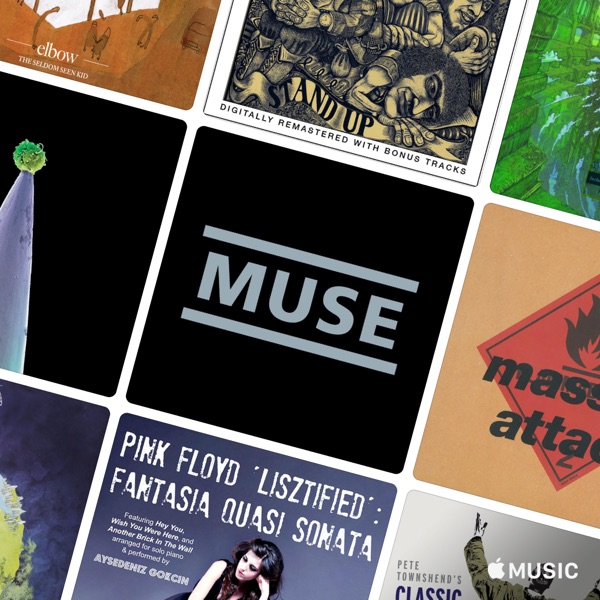 elbow
THE SELDOM SEEN KID
STAND UP
DIGITALLY REMASTERED WITH BONUS TRACKS
MUSE
mass
attac
PINK FLOYD 'LISZTIFIED':
FANTASIA QUASI SONATA
Featuring Hey You,
Wish You Were Here, and
Another Brick In The Wall
arranged for solo piano
& performed by
AYSEDENIZ GOKCIN
PETE
TOWNSHEND'S
CLASSIC
MUSIC